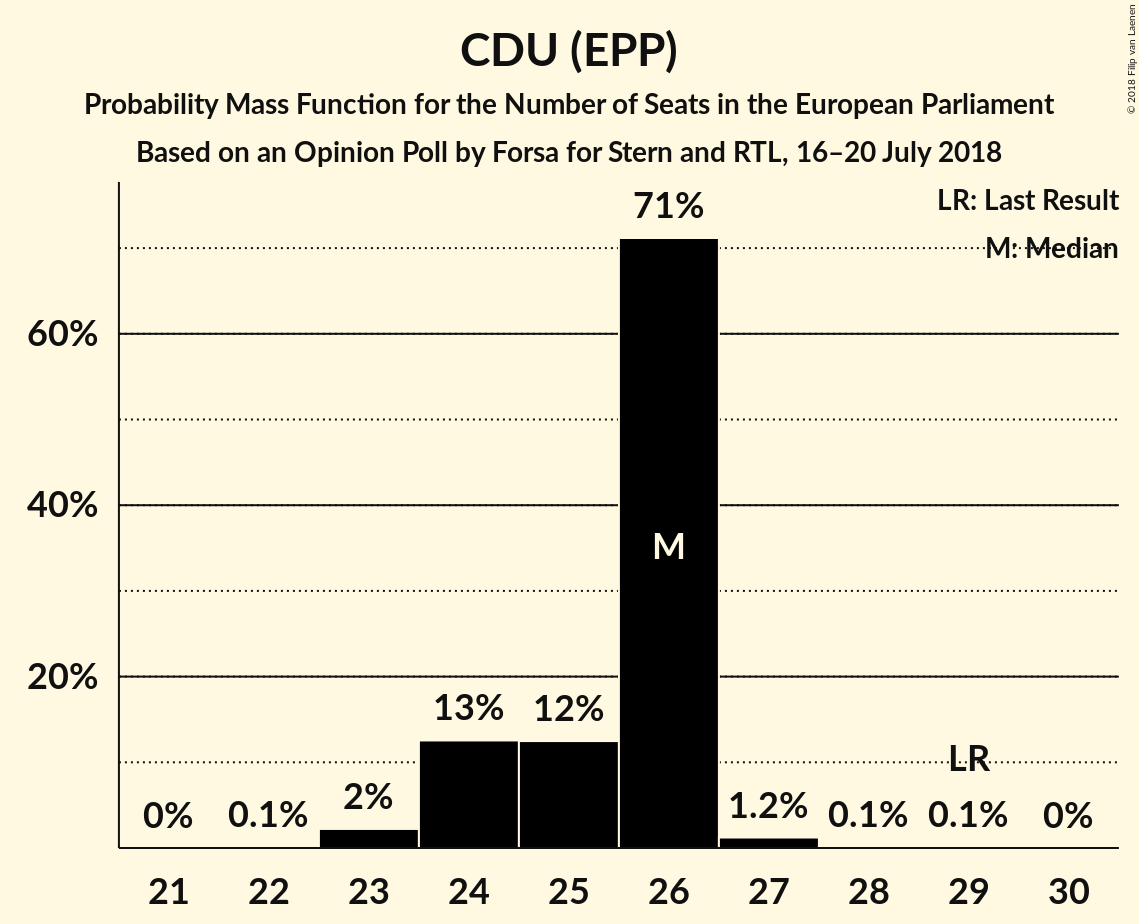 CDU (EPP)
Probability Mass Function for the Number of Seats in the European Parliament
Based on an Opinion Poll by Forsa for Stern and RTL, 16–20 July 2018
© 2018 Filip van Laenen
LR: Last Result
M: Median
60%
40%
20%
0%
0.1%
2%
13%
12%
71%
M
1.2%
0.1%
LR
0.1%
0%
21 22 23 24 25 26 27 28 29 30